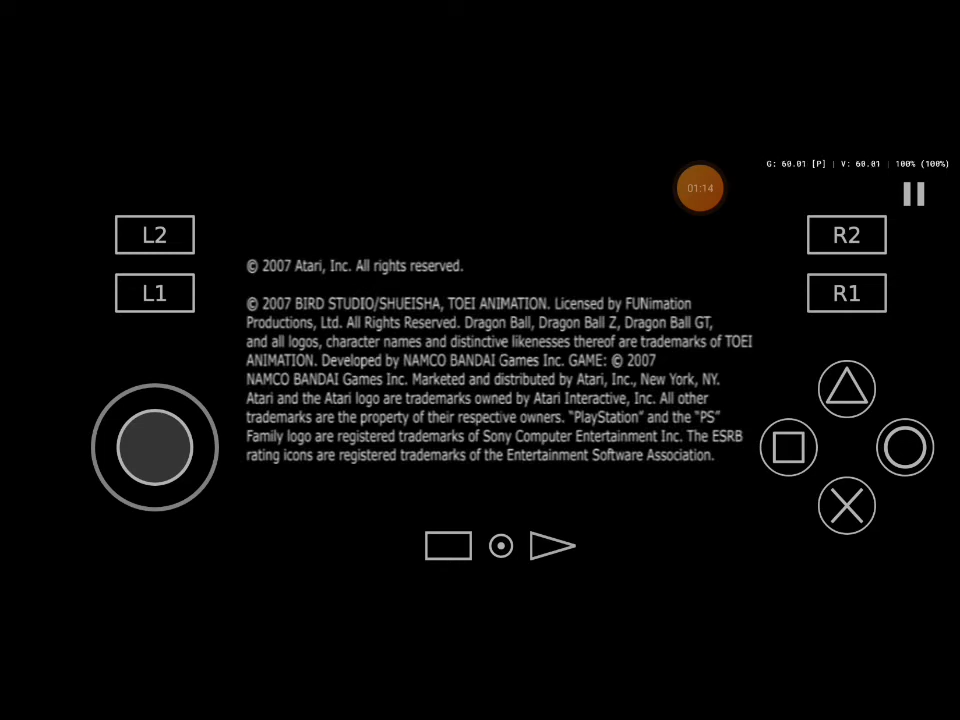 G: 60.01 [P] | V: 60.01 | 100% (100%)
01:14
L2
R2
L1
R1
© 2007 Atari, Inc. All rights reserved.
© 2007 BIRD STUDIO/SHUEISHA, TOEI ANIMATION. Licensed by FUNimation
Productions, Ltd. All Rights Reserved. Dragon Ball, Dragon Ball Z, Dragon Ball GT,
and all logos, character names and distinctive likenesses thereof are trademarks of TOEI
ANIMATION. Developed by NAMCO BANDAI Games Inc. GAME: © 2007
NAMCO BANDAI Games Inc. Marketed and distributed by Atari, Inc., New York, NY.
Atari and the Atari logo are trademarks owned by Atari Interactive, Inc. All other
trademarks are the property of their respective owners. “PlayStation” and the “PS”
Family logo are registered trademarks of Sony Computer Entertainment Inc. The ESRB
rating icons are registered trademarks of the Entertainment Software Association.